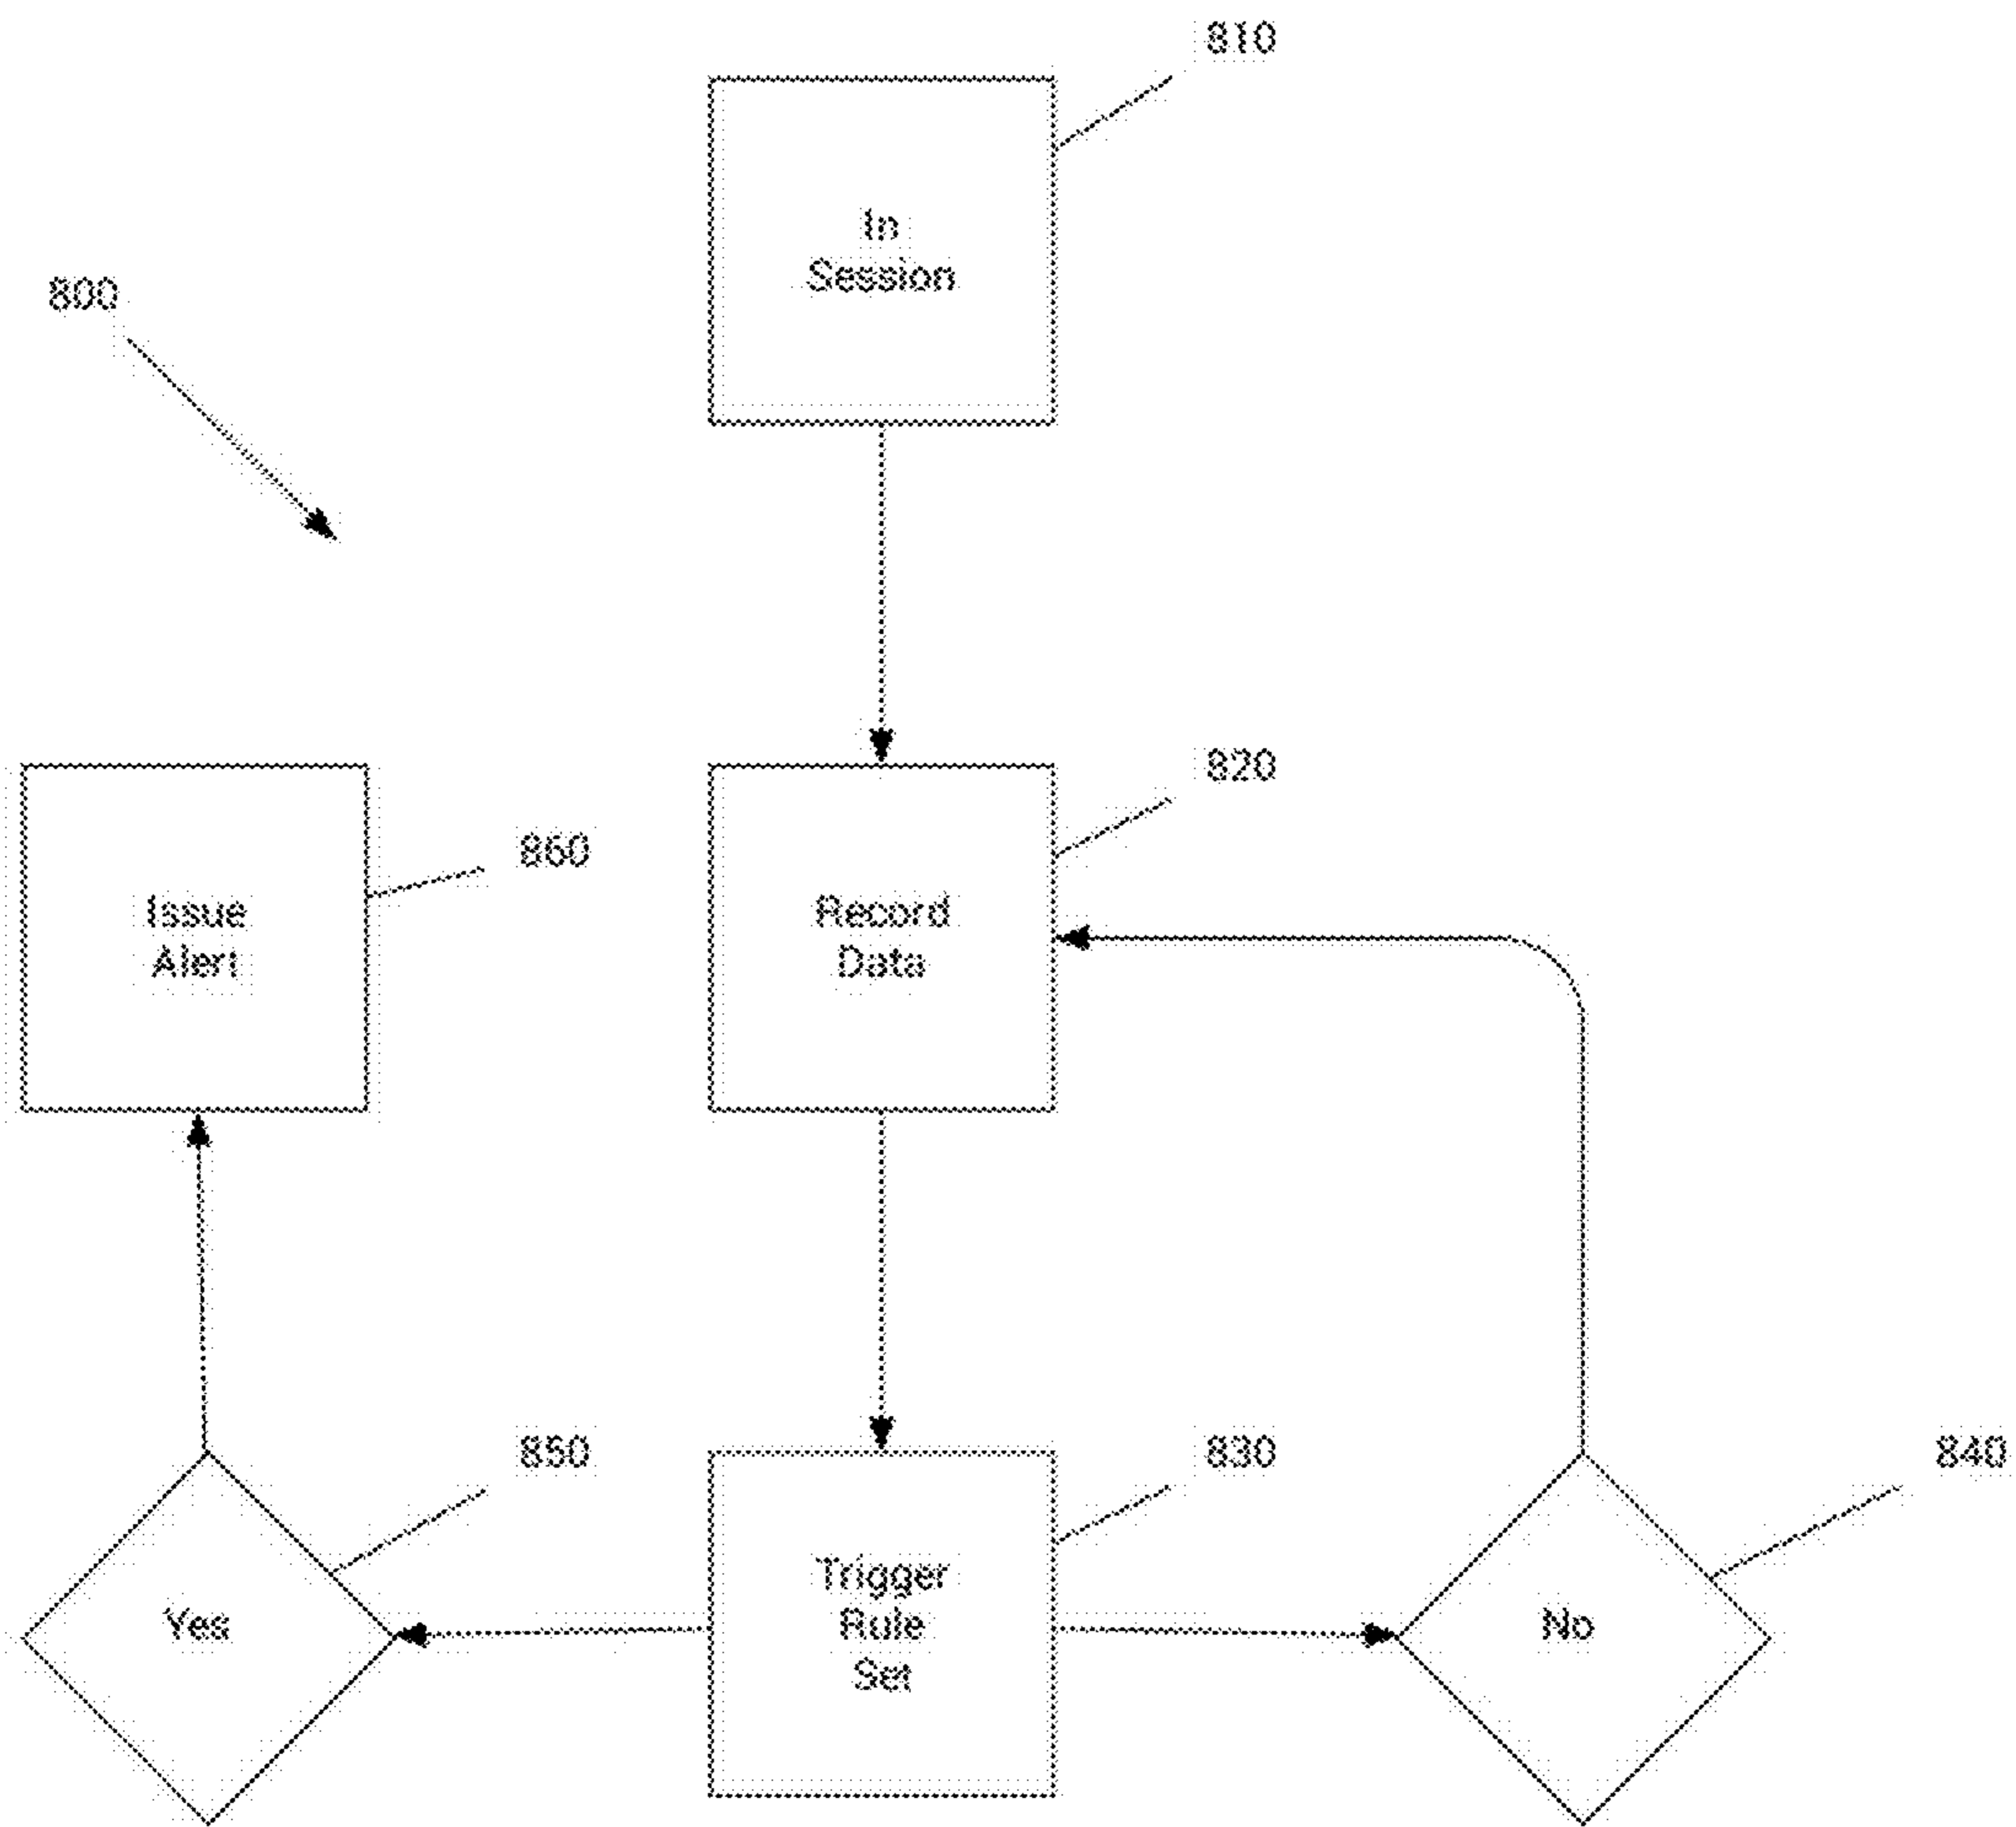 810
In
Session
800
820
860
Issue
Alert
Record
Data
850
830
840
Trigger
Rule
Set
Yes
No